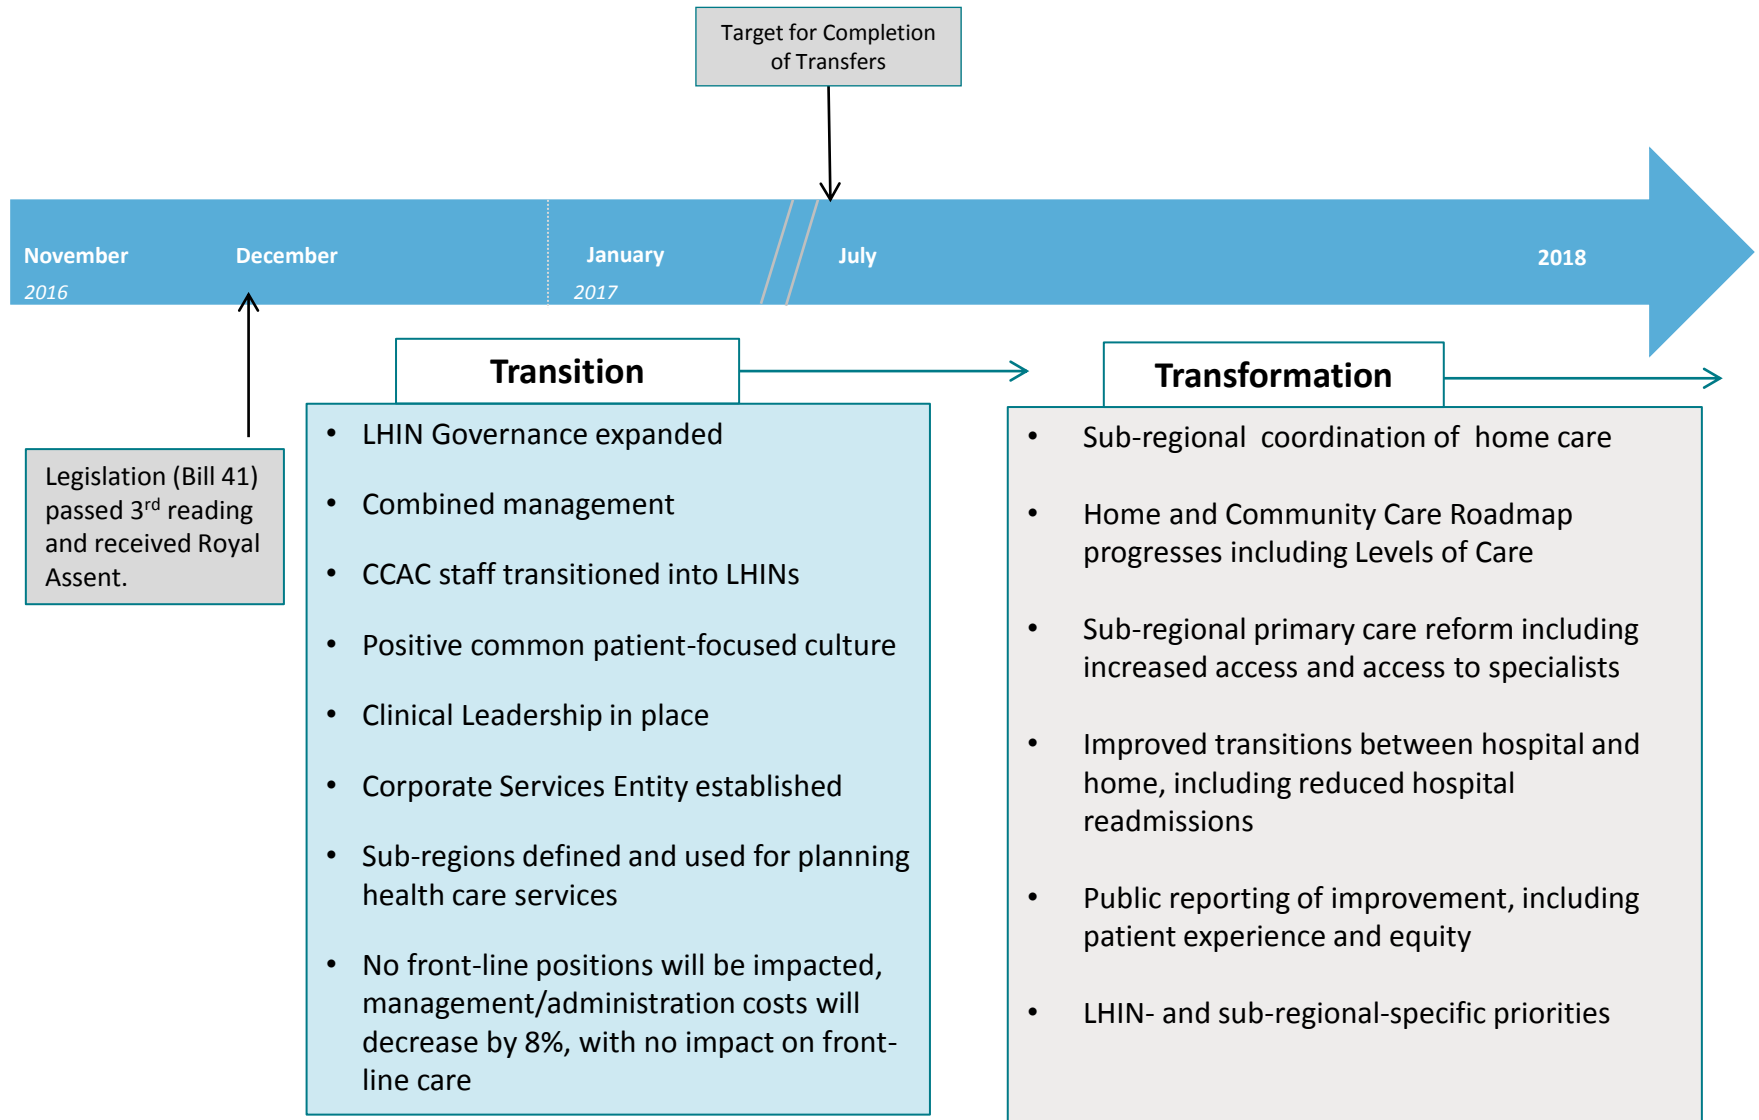 Target for Completion
of Transfers
November
December
January
July
2018
2016
2017
Transition
Transformation
Legislation (Bill 41)
passed 3rd reading
and received Royal
Assent.
• LHIN Governance expanded
• Combined management
• CCAC staff transitioned into LHINs
• Positive common patient-focused culture
• Clinical Leadership in place
• Corporate Services Entity established
• Sub-regions defined and used for planning
health care services
• No front-line positions will be impacted,
management/administration costs will
decrease by 8%, with no impact on front-
line care
• Sub-regional coordination of home care
• Home and Community Care Roadmap
progresses including Levels of Care
• Sub-regional primary care reform including
increased access and access to specialists
• Improved transitions between hospital and
home, including reduced hospital
readmissions
• Public reporting of improvement, including
patient experience and equity
• LHIN- and sub-regional-specific priorities